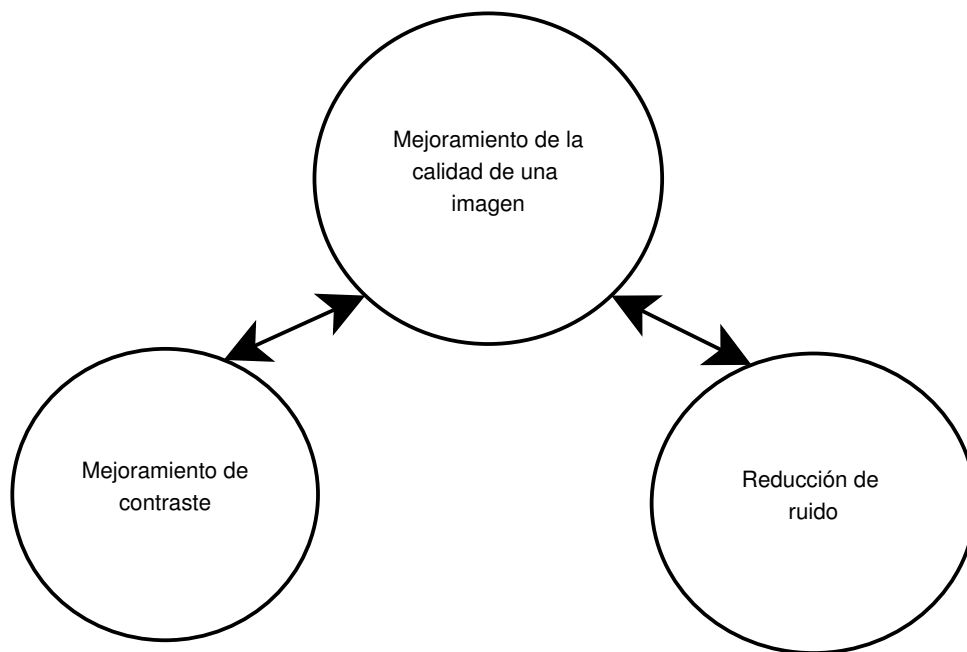 Mejoramiento de la
calidad de una
imagen
Mejoramiento de
contraste
Reducción de
ruido